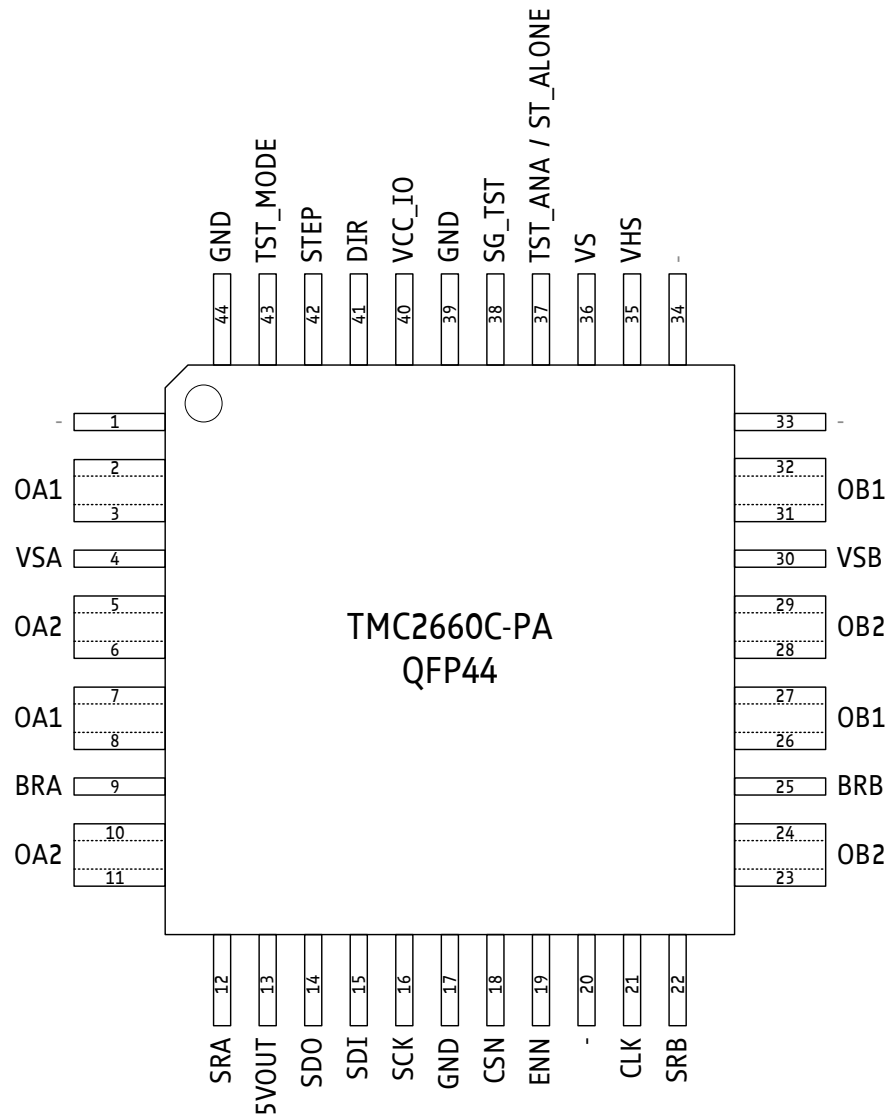 GND
TST_MODE
STEP
DIR
VCC_IO
GND
SG_TST
TST_ANA / ST_ALONE
VS
VHS
-
44
43
42
41
40
39
38
37
36
35
34
- 1
2
OA1
3
VSA 4
5
OA2
6
7
OA1
8
BRA 9
10
OA2
11
TMC2660C-PA
QFP44
33 -
32
OB1
31
30 VSB
29
OB2
28
27
OB1
26
25 BRB
24
OB2
23
12
13
14
15
16
17
18
19
20
21
22
SRA
5VOUT
SDO
SDI
SCK
GND
CSN
ENN
-
CLK
SRB